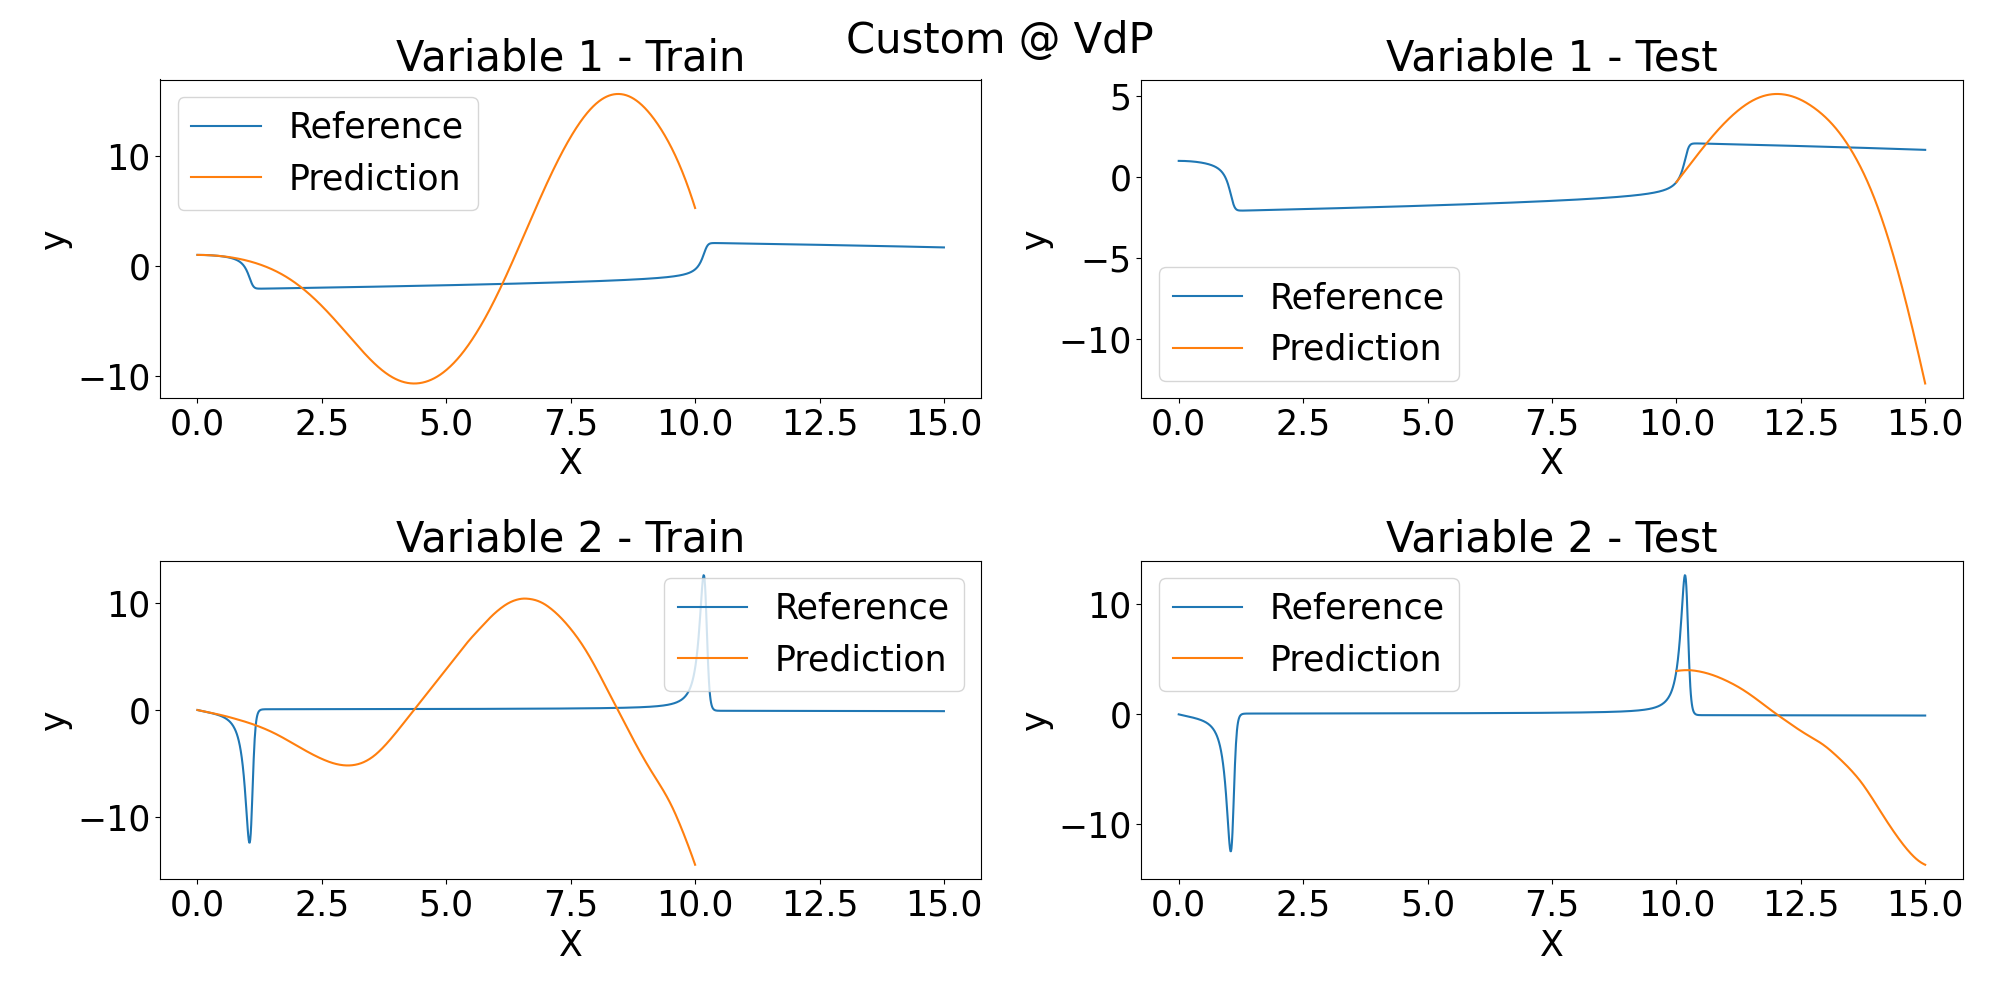 Custom @ VdP
Variable 1 - Train
Variable 1 - Test
Reference
Prediction
10
0
−10
y
0.0 2.5 5.0 7.5 10.0 12.5 15.0
X
5
0
−5
−10
y
Reference
Prediction
0.0 2.5 5.0 7.5 10.0 12.5 15.0
X
Variable 2 - Train
Variable 2 - Test
Reference
Prediction
10
0
−10
y
0.0 2.5 5.0 7.5 10.0 12.5 15.0
X
Reference
Prediction
10
0
−10
y
0.0 2.5 5.0 7.5 10.0 12.5 15.0
X